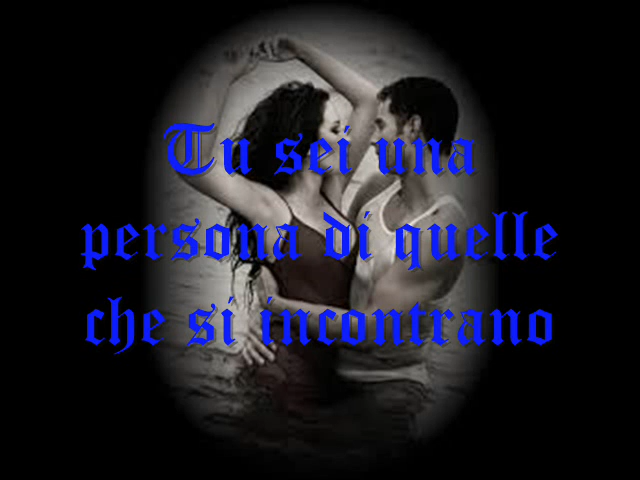 Tu sei una
persona di quelle
che si incontrano